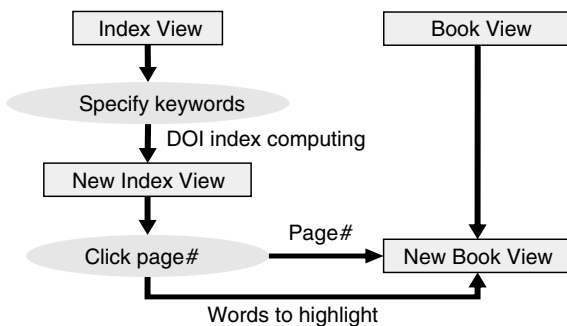 Index View
Book View
Specify keywords
DOI index computing
New Index View
Page#
Click page#
New Book View
Words to highlight